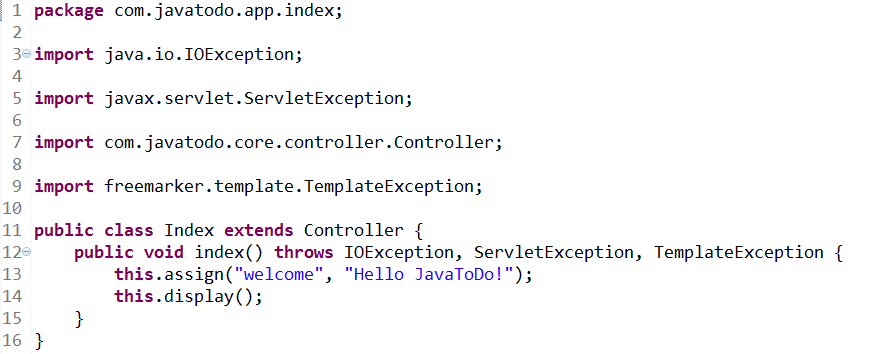 1 package com.javatodo.app.index;
2
3 import java.io.IOException;
4
5 import javax.servlet.ServletException;
6
7 import com.javatodo.core.controller.Controller;
8
9 import freemarker.template.TemplateException;
10
11 public class Index extends Controller {
12     public void index() throws IOException, ServletException, TemplateException {
13         this.assign("welcome", "Hello JavaToDo!");
14         this.display();
15     }
16 }